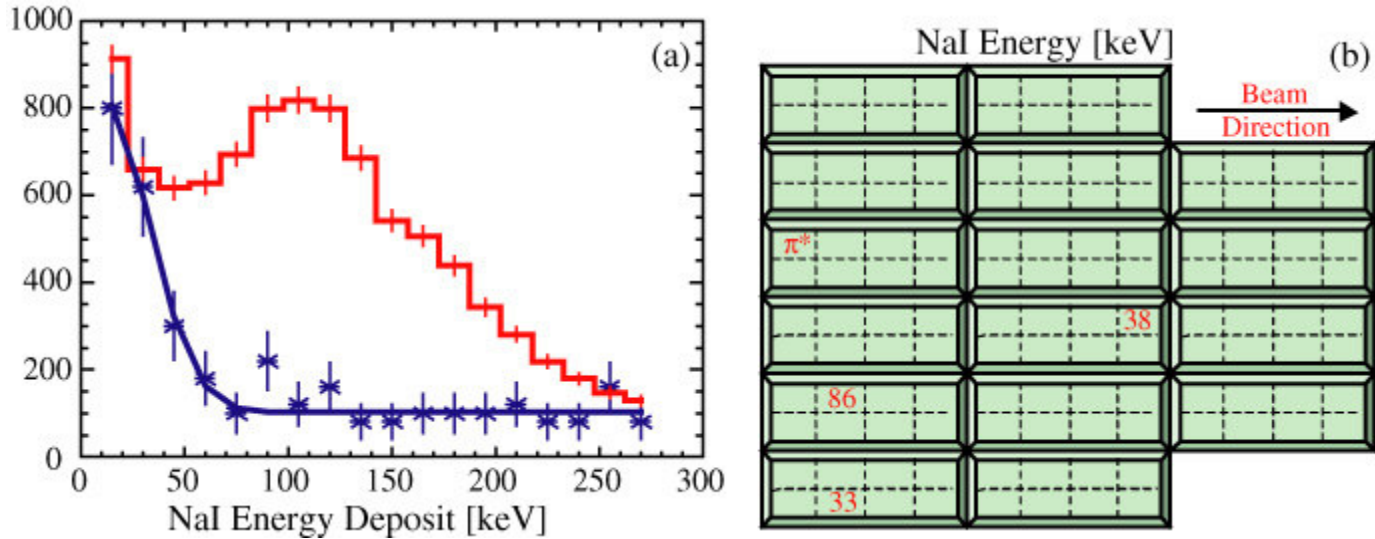 1000
800
600
400
200
0
(a)
0 50 100 150 200 250 300
NaI Energy Deposit [keV]
NaI Energy [keV]
(b)
Beam
Direction
π*
38
86
33